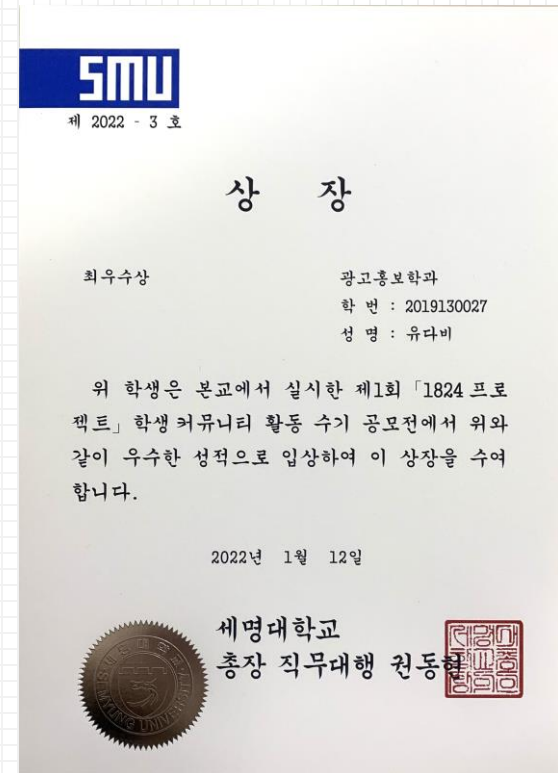 SMU
제 2022 - 3 호
상 장
최우수상
광고홍보학과
학 번 : 2019130027
성 명 : 유다비
위 학생은 본교에서 실시한 제1회 「1824 프로
젝트」 학생 커뮤니티 활동 수기 공모전에서 위와
같이 우수한 성적으로 입상하여 이 상장을 수여
합니다.
2022년 1월 12일
세명대학교
총장 직무대행 권동현